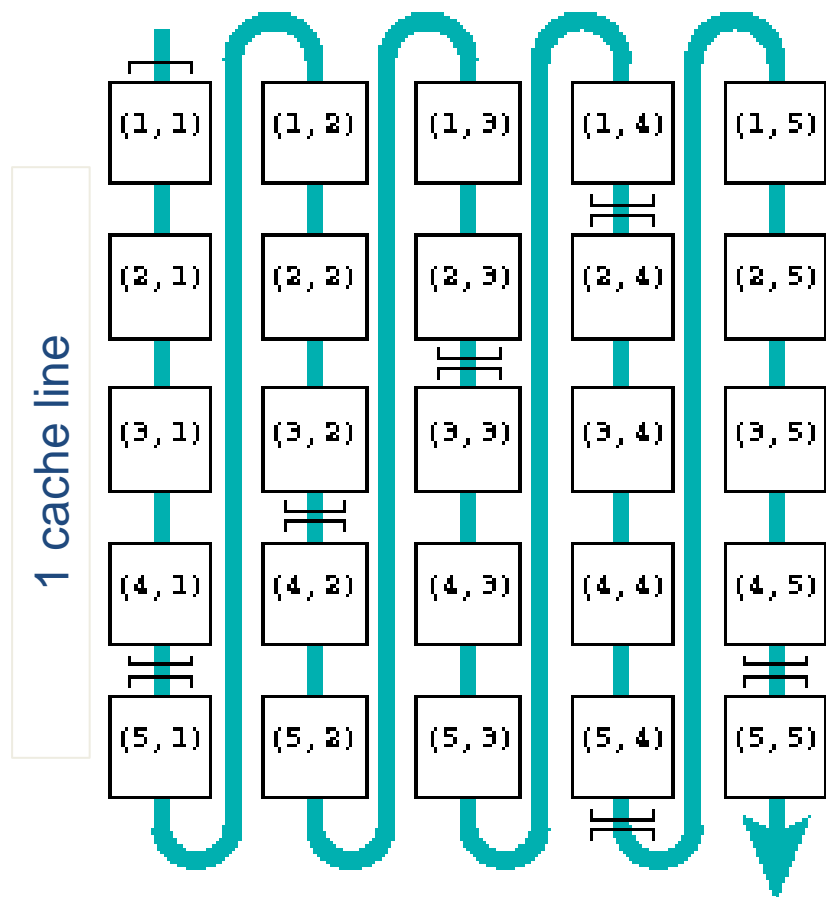 (1,1) (1,2) (1,3) (1,4) (1,5)
(2,1) (2,2) (2,3) (2,4) (2,5)
(3,1) (3,2) (3,3) (3,4) (3,5)
(4,1) (4,2) (4,3) (4,4) (4,5)
(5,1) (5,2) (5,3) (5,4) (5,5)
1 cache line